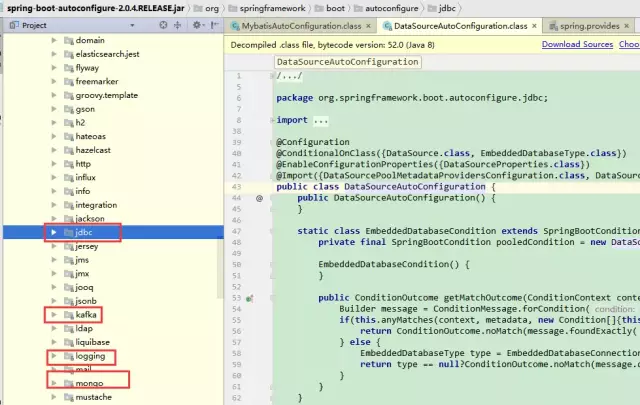 spring-boot-autoconfigure-2.0.4.RELEASE.jar org springframework boot autoconfigure jdbc
Project
MybatisAutoConfiguration.class DataSourceAutoConfiguration.class spring.provides
domain
elasticsearch.jest
flyway
freemarker
groovy.template
gson
h2
hateoas
hazelcast
http
influx
info
integration
jackson
jdbc
jersey
jms
jmx
jooq
jsonb
kafka
ldap
liquibase
logging
mail
mongo
mustache
Decompiled .class file, bytecode version: 52.0 (Java 8) Download Sources Choo
DataSourceAutoConfiguration
1 /.../
5
6 package org.springframework.boot.autoconfigure.jdbc;
7
8 import ...
38
39 @Configuration
40 @ConditionalOnClass({DataSource.class, EmbeddedDatabaseType.class})
41 @EnableConfigurationProperties({DataSourceProperties.class})
42 @Import({DataSourcePoolMetadataProvidersConfiguration.class, DataSour
43 public class DataSourceAutoConfiguration {
44 @ public DataSourceAutoConfiguration() {
45 }
46
47 static class EmbeddedDatabaseCondition extends SpringBootCondition
48 private final SpringBootCondition pooledCondition = new DataSo
49
50 EmbeddedDatabaseCondition() {
51 }
52
53 public ConditionOutcome getMatchOutcome(ConditionContext conte
54 Builder message = ConditionMessage.forCondition( condition:
55 if(this.anyMatches(context, metadata, new Condition[]{this
56 return ConditionOutcome.noMatch(message.foundExactly(
57 } else {
58 EmbeddedDatabaseType type = EmbeddedDatabaseConnection
59 return type == null?ConditionOutcome.noMatch(message.d
60 }
61 }
62 }